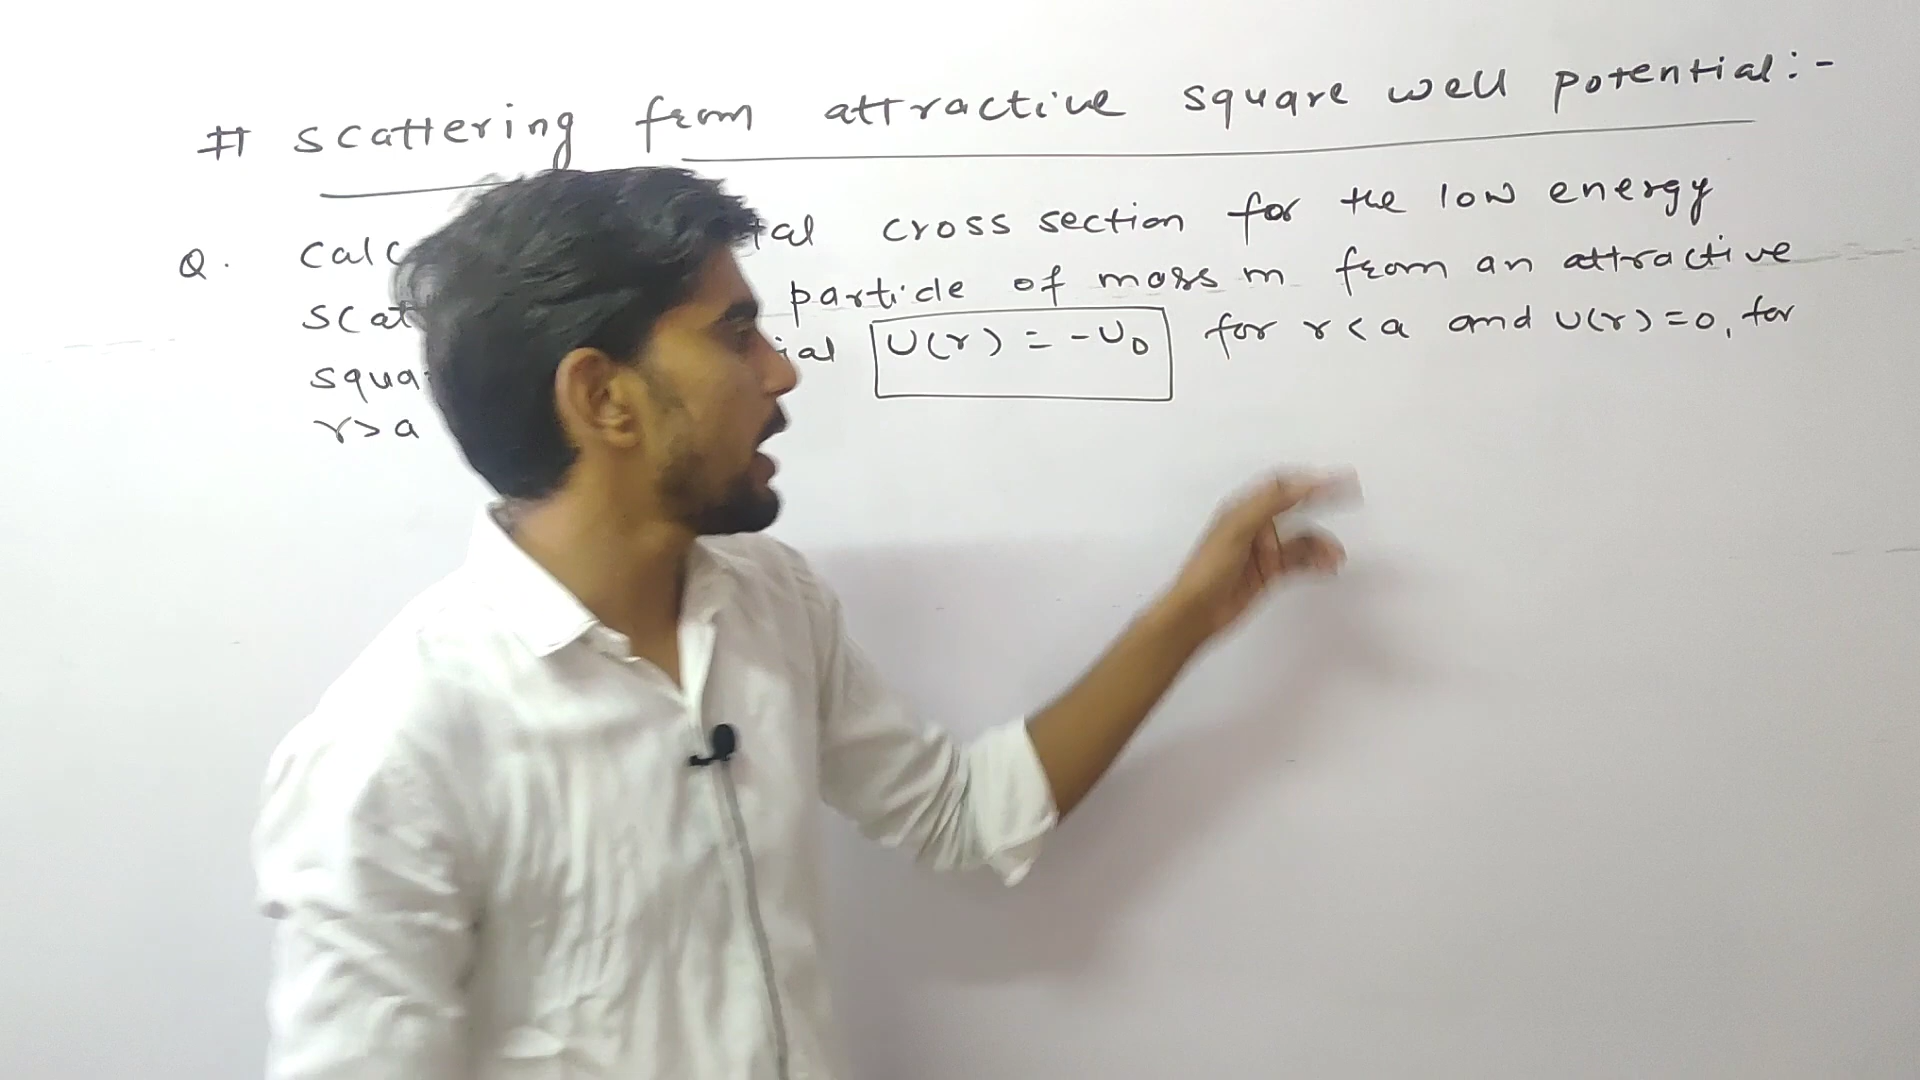 # scattering from attractive square well potential:-
Q. calc tal cross section for the low energy
scat particle of mass m from an attractive
squa ial U(r) = -U0 for r<a and U(r)=0, for
r>a